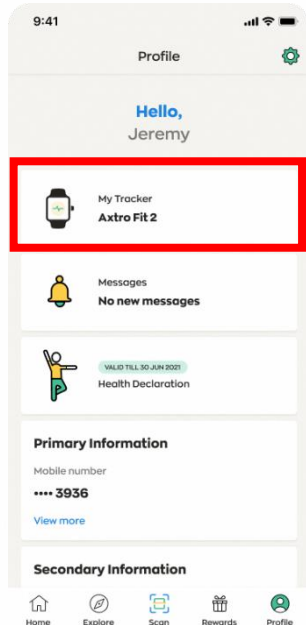 9:41
Profile
Hello,
Jeremy
My Tracker
Axtro Fit 2
Messages
No new messages
VALID TILL 30 JUN 2021
Health Declaration
Primary Information
Mobile number
•••• 3936
View more
Secondary Information
Home Explore Scan Rewards Profile